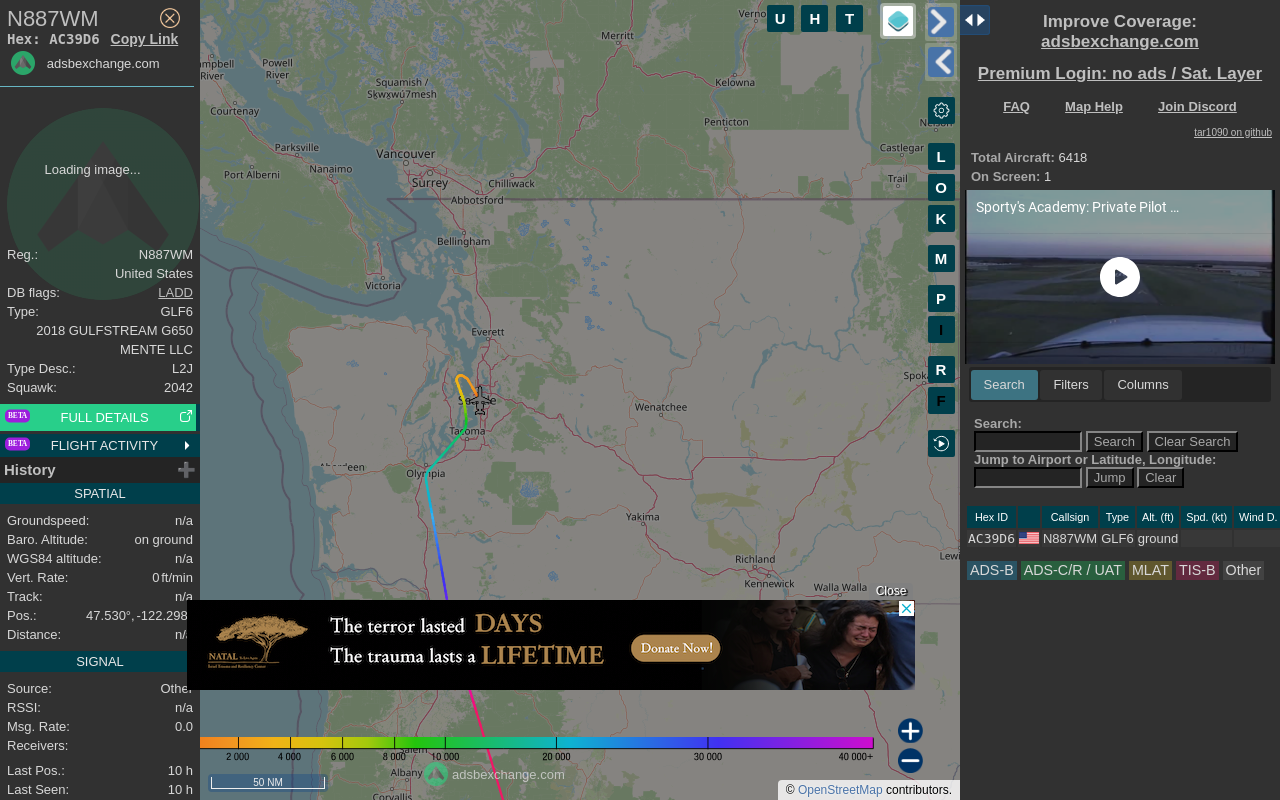 N887WM
Hex: AC39D6 Copy Link
adsbexchange.com
Loading image...
Reg.: N887WM
United States
DB flags: LADD
Type: GLF6
2018 GULFSTREAM G650
MENTE LLC
Type Desc.: L2J
Squawk: 2042
BETA FULL DETAILS
BETA FLIGHT ACTIVITY
History
SPATIAL
Groundspeed: n/a
Baro. Altitude: on ground
WGS84 altitude: n/a
Vert. Rate: 0 ft/min
Track: n/a
Pos.: 47.530°, -122.298
Distance: n/a
SIGNAL
Source: Other
RSSI: n/a
Msg. Rate: 0.0
Receivers:
Last Pos.: 10 h
Last Seen: 10 h
U H T
L
O
K
M
P
I
R
F
Merritt
Powell
River
Squamish /
Sḵwx̱wú7mesh
Courtenay
Kelowna
Penticton
Parksville
Vancouver
Nanaimo
Port Alberni
Surrey
Chilliwack
Abbotsford
Castlegar
Trail
Bellingham
Victoria
Everett
Tacoma
Wenatchee
Aberdeen
Olympia
Yakima
Richland
Kennewick
Walla Walla
Close
NATAL
The terror lasted DAYS
The trauma lasts a LIFETIME
Donate Now!
2 000 4 000 6 000 8 000 10 000 20 000 30 000 40 000+
Salem
Albany
Corvallis
adsbexchange.com
50 NM
© OpenStreetMap contributors.
Improve Coverage:
adsbexchange.com
Premium Login: no ads / Sat. Layer
FAQ Map Help Join Discord
tar1090 on github
Total Aircraft: 6418
On Screen: 1
Sporty's Academy: Private Pilot ...
Search Filters Columns
Search:
Search Clear Search
Jump to Airport or Latitude, Longitude:
Jump Clear
Hex ID Callsign Type Alt. (ft) Spd. (kt) Wind D.
AC39D6 N887WM GLF6 ground
ADS-B ADS-C/R / UAT MLAT TIS-B Other